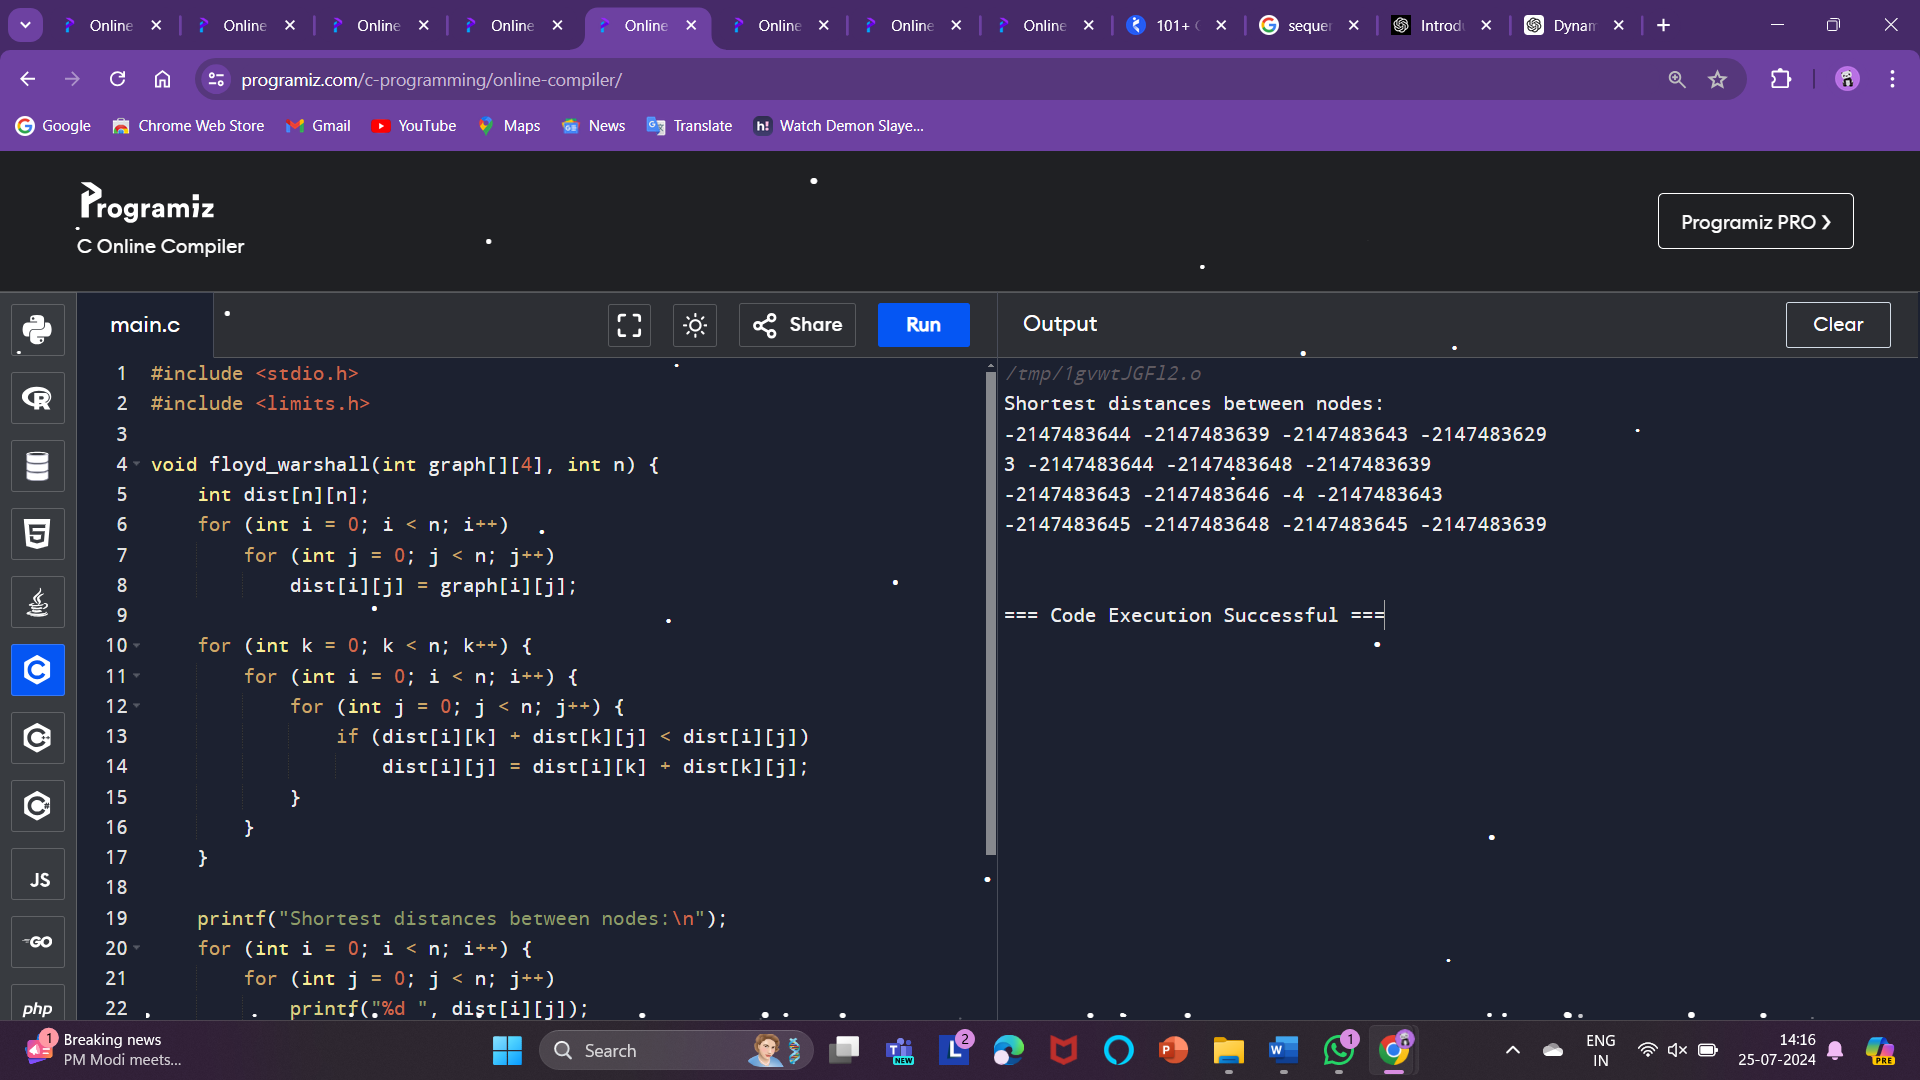 Online
Online
Online
Online
Online
Online
Online
Online
101+
sequer
Introd
Dynam
programiz.com/c-programming/online-compiler/
Google
Chrome Web Store
Gmail
YouTube
Maps
News
Translate
h!
Watch Demon Slaye...
Programiz
C Online Compiler
Programiz PRO ❯
main.c
Share
Run
Output
Clear
1 #include <stdio.h>
2 #include <limits.h>
3
4 void floyd_warshall(int graph[][4], int n) {
5 int dist[n][n];
6 for (int i = 0; i < n; i++)
7 for (int j = 0; j < n; j++)
8 dist[i][j] = graph[i][j];
9
10 for (int k = 0; k < n; k++) {
11 for (int i = 0; i < n; i++) {
12 for (int j = 0; j < n; j++) {
13 if (dist[i][k] + dist[k][j] < dist[i][j])
14 dist[i][j] = dist[i][k] + dist[k][j];
15 }
16 }
17 }
18
19 printf("Shortest distances between nodes:\n");
20 for (int i = 0; i < n; i++) {
21 for (int j = 0; j < n; j++)
22 printf("%d ", dist[i][j]);
/tmp/1gvwtJGFl2.o
Shortest distances between nodes:
-2147483644 -2147483639 -2147483643 -2147483629
3 -2147483644 -2147483648 -2147483639
-2147483643 -2147483646 -4 -2147483643
-2147483645 -2147483648 -2147483645 -2147483639
=== Code Execution Successful ===
R
5
C
C++
C#
JS
GO
php
1
Breaking news
PM Modi meets...
Search
NEW
L
2
P
W
1
ENG
IN
14:16
25-07-2024
PRE